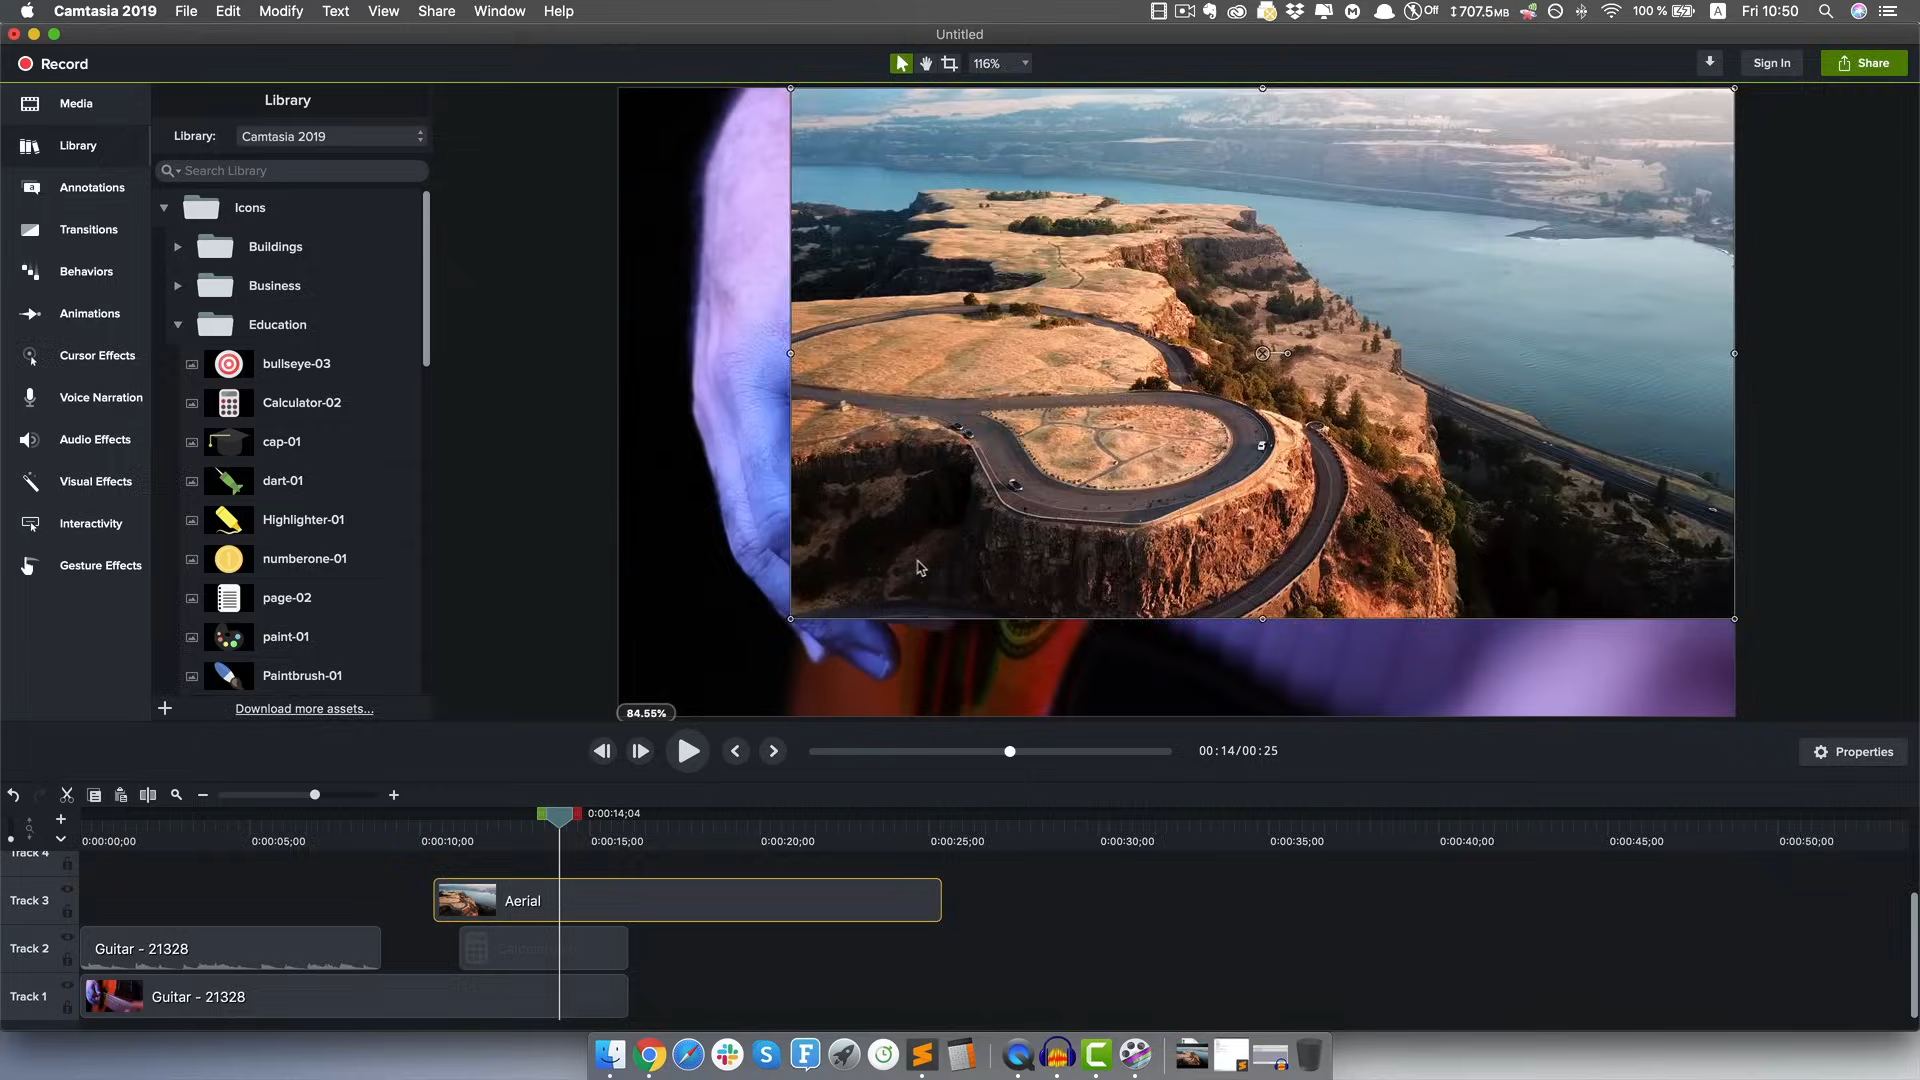 Camtasia 2019 File Edit Modify Text View Share Window Help
Off 707.5MB 100 % A Fri 10:50
Untitled
Record 116% Sign In Share
Media
Library
Annotations
Transitions
Behaviors
Animations
Cursor Effects
Voice Narration
Audio Effects
Visual Effects
Interactivity
Gesture Effects
Library
Library: Camtasia 2019
Search Library
Icons
Buildings
Business
Education
bullseye-03
Calculator-02
cap-01
dart-01
Highlighter-01
numberone-01
page-02
paint-01
Paintbrush-01
Download more assets...
84.55%
00:14/00:25
Properties
0:00:14;04
0:00:00;00 0:00:05;00 0:00:10;00 0:00:15;00 0:00:20;00 0:00:25;00 0:00:30;00 0:00:35;00 0:00:40;00 0:00:45;00 0:00:50;00
Track 4
Track 3 Aerial
Track 2 Guitar - 21328
Track 1 Guitar - 21328